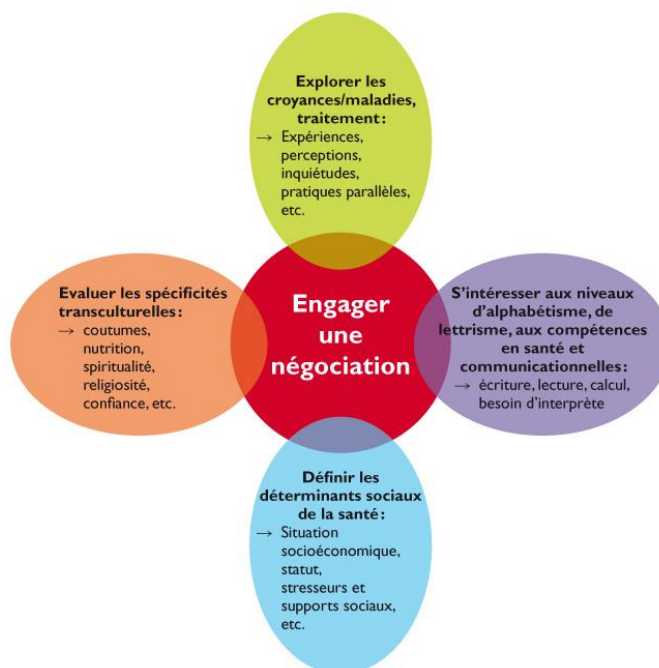 Explorer les
croyances/maladies,
traitement :
→ Expériences,
perceptions,
inquiétudes,
pratiques parallèles,
etc.
Evaluer les spécificités
transculturelles :
→ coutumes,
nutrition,
spiritualité,
religiosité,
confiance, etc.
Engager
une
négociation
S'intéresser aux niveaux
d'alphabétisme, de
lettrisme, aux compétences
en santé et
communicationnelles :
→ écriture, lecture, calcul,
besoin d'interprète
Définir les
déterminants sociaux
de la santé :
→ Situation
socioéconomique,
statut,
stresseurs et
supports sociaux,
etc.